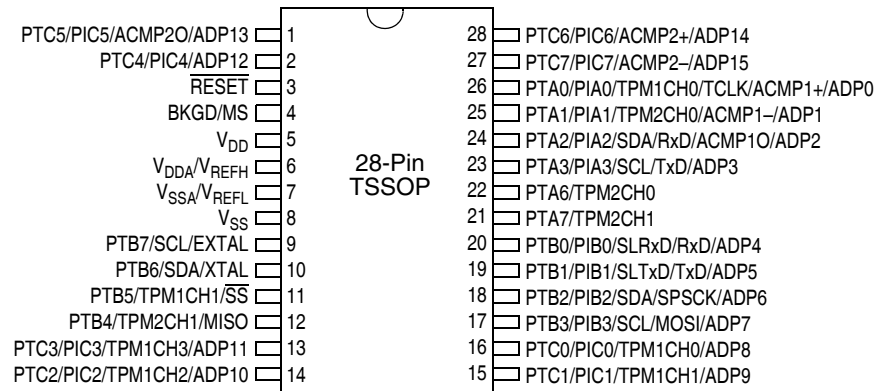 PTC5/PIC5/ACMP2O/ADP13 1
PTC4/PIC4/ADP12 2
RESET 3
BKGD/MS 4
VDD 5
VDDA/VREFH 6
VSSA/VREFL 7
VSS 8
PTB7/SCL/EXTAL 9
PTB6/SDA/XTAL 10
PTB5/TPM1CH1/SS 11
PTB4/TPM2CH1/MISO 12
PTC3/PIC3/TPM1CH3/ADP11 13
PTC2/PIC2/TPM1CH2/ADP10 14
28-Pin
TSSOP
28 PTC6/PIC6/ACMP2+/ADP14
27 PTC7/PIC7/ACMP2–/ADP15
26 PTA0/PIA0/TPM1CH0/TCLK/ACMP1+/ADP0
25 PTA1/PIA1/TPM2CH0/ACMP1–/ADP1
24 PTA2/PIA2/SDA/RxD/ACMP1O/ADP2
23 PTA3/PIA3/SCL/TxD/ADP3
22 PTA6/TPM2CH0
21 PTA7/TPM2CH1
20 PTB0/PIB0/SLRxD/RxD/ADP4
19 PTB1/PIB1/SLTxD/TxD/ADP5
18 PTB2/PIB2/SDA/SPSCK/ADP6
17 PTB3/PIB3/SCL/MOSI/ADP7
16 PTC0/PIC0/TPM1CH0/ADP8
15 PTC1/PIC1/TPM1CH1/ADP9